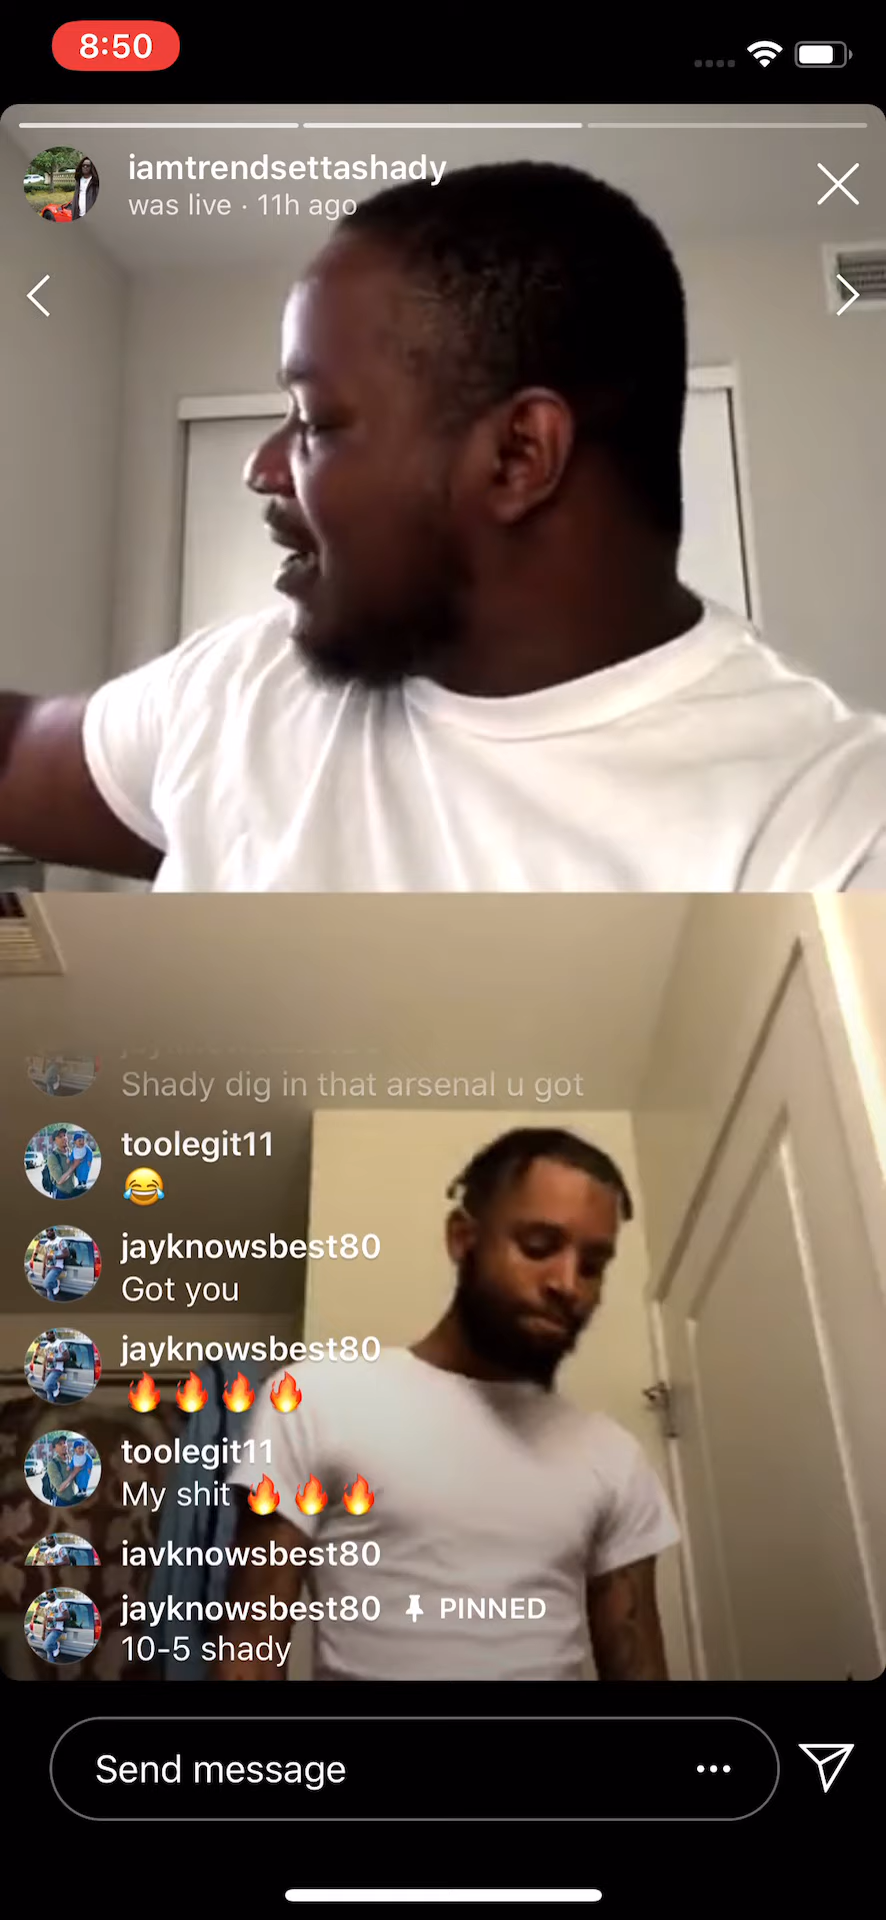 8:50
iamtrendsettashady
was live · 11h ago
Shady dig in that arsenal u got
toolegit11
😂
jayknowsbest80
Got you
jayknowsbest80
🔥🔥🔥🔥
toolegit11
My shit 🔥🔥🔥
jayknowsbest80
jayknowsbest80 📌 PINNED
10-5 shady
Send message